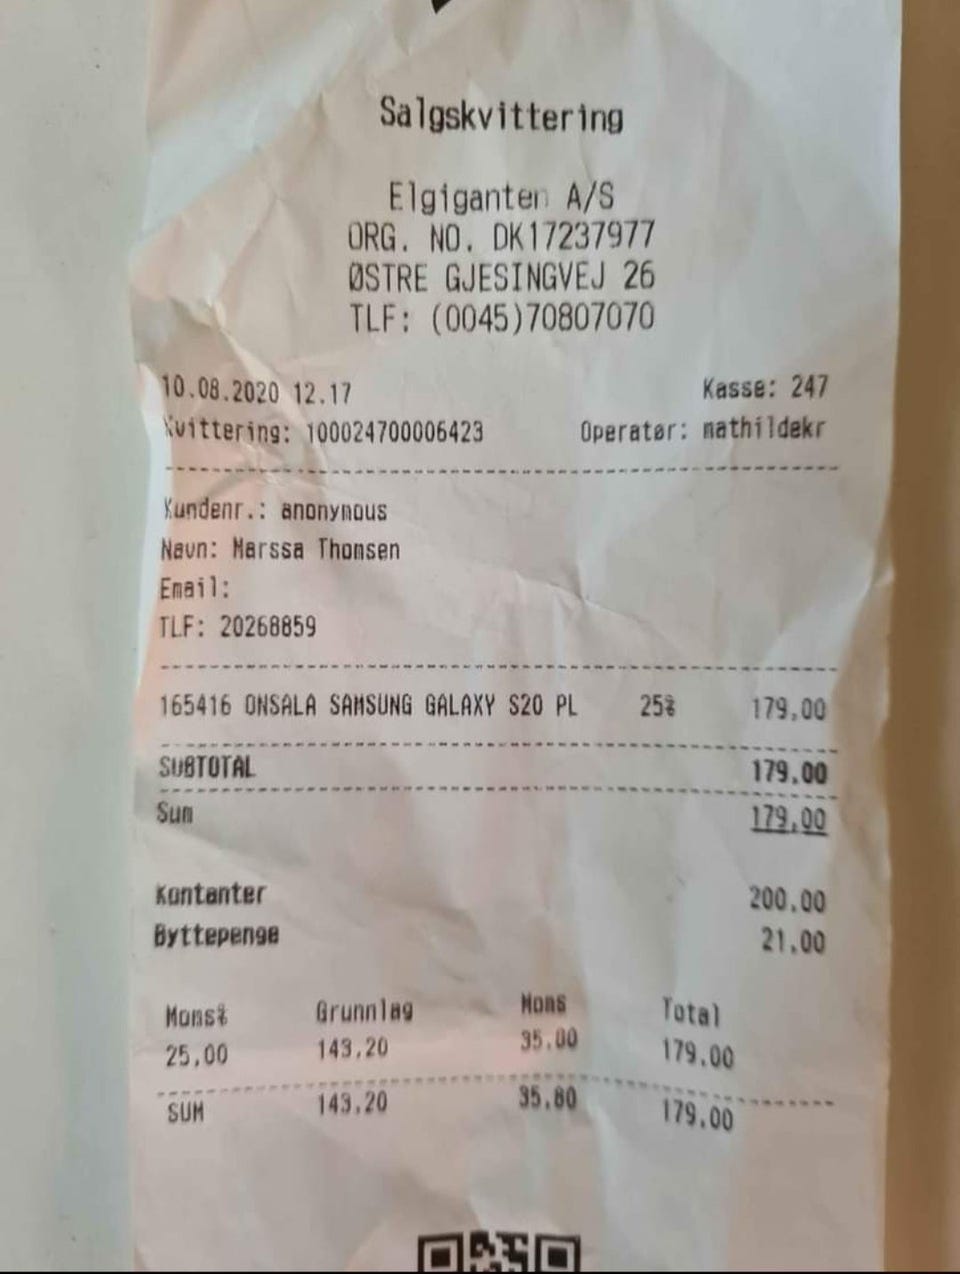 Salgskvittering
Elgiganten A/S
ORG. NO. DK17237977
ØSTRE GJESINGVEJ 26
TLF: (0045)70807070
10.08.2020 12.17 Kasse: 247
Kvittering: 100024700006423 Operatør: mathildekr
Kundenr.: anonymous
Navn: Marssa Thomsen
Email:
TLF: 20268859
165416 ONSALA SAMSUNG GALAXY S20 PL 25% 179,00
SUBTOTAL 179.00
Sum 179,00
Kontanter 200.00
Byttepenge 21.00
Moms% Grunnlag Moms Total
25,00 143,20 35.80 179.00
SUM 143,20 35,80 179,00